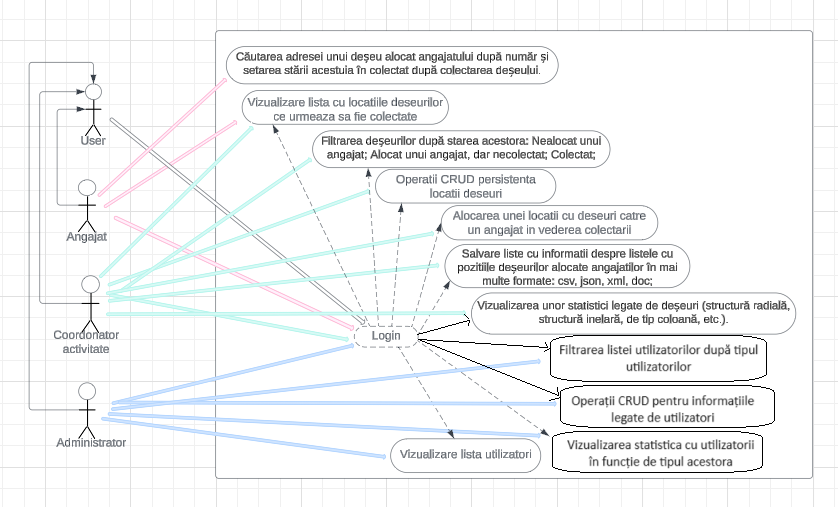 Căutarea adresei unui deșeu alocat angajatului după număr și
setarea stării acestuia în colectat după colectarea deșeului.
Vizualizare lista cu locatiile deseurilor
ce urmeaza sa fie colectate
User
Filtrarea deșeurilor după starea acestora: Nealocat unui
angajat; Alocat unui angajat, dar necolectat; Colectat;
Operatii CRUD persistenta
locatii deseuri
Angajat
Alocarea unei locatii cu deseuri catre
un angajat in vederea colectarii
Salvare liste cu informatii despre listele cu
pozitiile deșeurilor alocate angajatilor în mai
multe formate: csv, json, xml, doc;
Vizualizarea unor statistici legate de deșeuri (structură radială,
structură inelară, de tip coloană, etc.).
Coordonator
activitate
Login
Filtrarea listei utilizatorilor după tipul
utilizatorilor
Operații CRUD pentru informațiile
legate de utilizatori
Administrator
Vizualizarea statistica cu utilizatorii
în funcție de tipul acestora
Vizualizare lista utilizatori